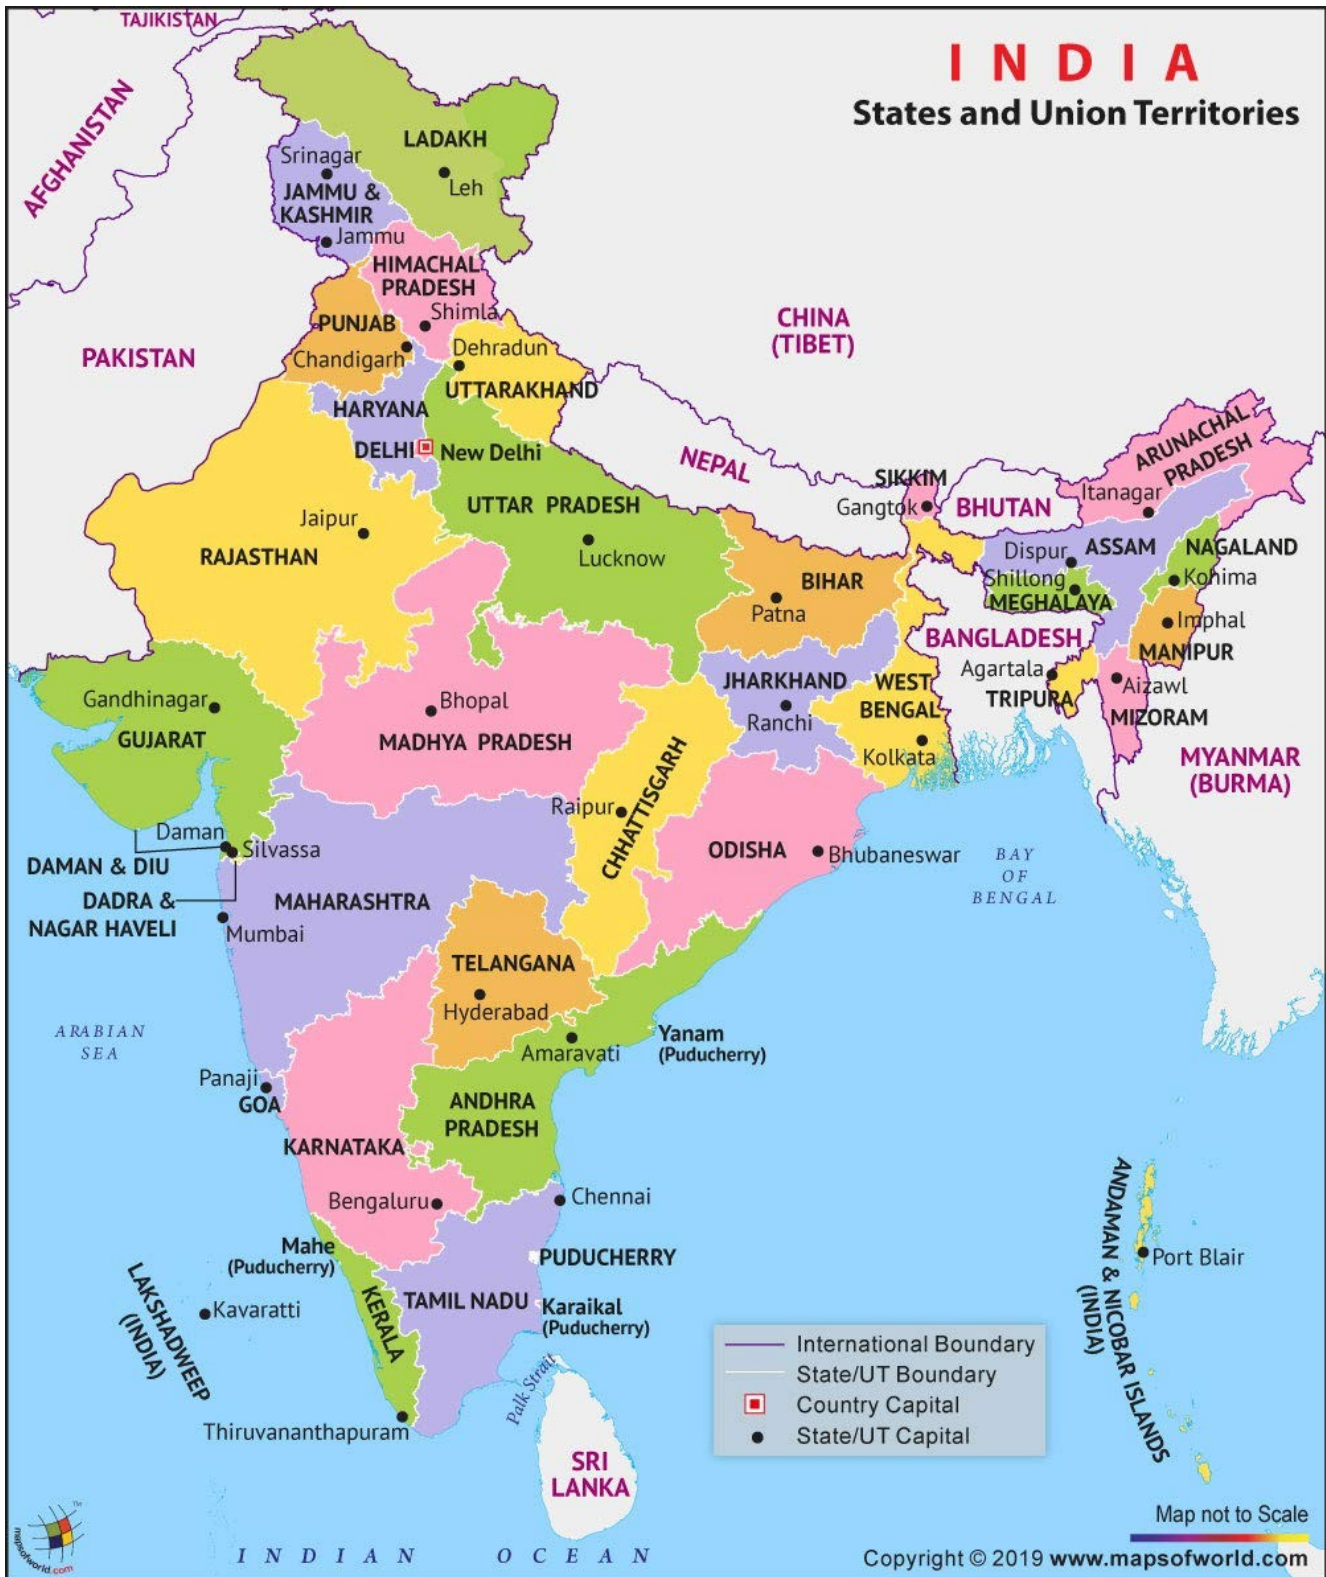 TAJIKISTAN
INDIA
States and Union Territories
AFGHANISTAN
LADAKH
Leh
Srinagar
JAMMU &
KASHMIR
Jammu
HIMACHAL
PRADESH
Shimla
PUNJAB
Chandigarh
CHINA
(TIBET)
PAKISTAN
Dehradun
UTTARAKHAND
HARYANA
DELHI
New Delhi
NEPAL
SIKKIM
Gangtok
BHUTAN
ARUNACHAL
PRADESH
Itanagar
UTTAR PRADESH
Lucknow
Jaipur
RAJASTHAN
BIHAR
Patna
Dispur
ASSAM
NAGALAND
Kohima
Shillong
MEGHALAYA
Imphal
MANIPUR
BANGLADESH
Agartala
TRIPURA
Aizawl
MIZORAM
JHARKHAND
Ranchi
WEST
BENGAL
Kolkata
MYANMAR
(BURMA)
Gandhinagar
GUJARAT
Bhopal
MADHYA PRADESH
CHHATTISGARH
Raipur
ODISHA
Bhubaneswar
BAY
OF
BENGAL
Daman
Silvassa
DAMAN & DIU
DADRA &
NAGAR HAVELI
MAHARASHTRA
Mumbai
TELANGANA
Hyderabad
ARABIAN
SEA
Amaravati
Yanam
(Puducherry)
Panaji
GOA
ANDHRA
PRADESH
KARNATAKA
Bengaluru
Chennai
Mahe
(Puducherry)
PUDUCHERRY
LAKSHADWEEP
(INDIA)
Kavaratti
KERALA
TAMIL NADU
Karaikal
(Puducherry)
ANDAMAN & NICOBAR ISLANDS
(INDIA)
Port Blair
Palk Strait
Thiruvananthapuram
SRI
LANKA
International Boundary
State/UT Boundary
Country Capital
State/UT Capital
INDIAN OCEAN
Map not to Scale
Copyright © 2019 www.mapsofworld.com
mapsofworld.com
TM